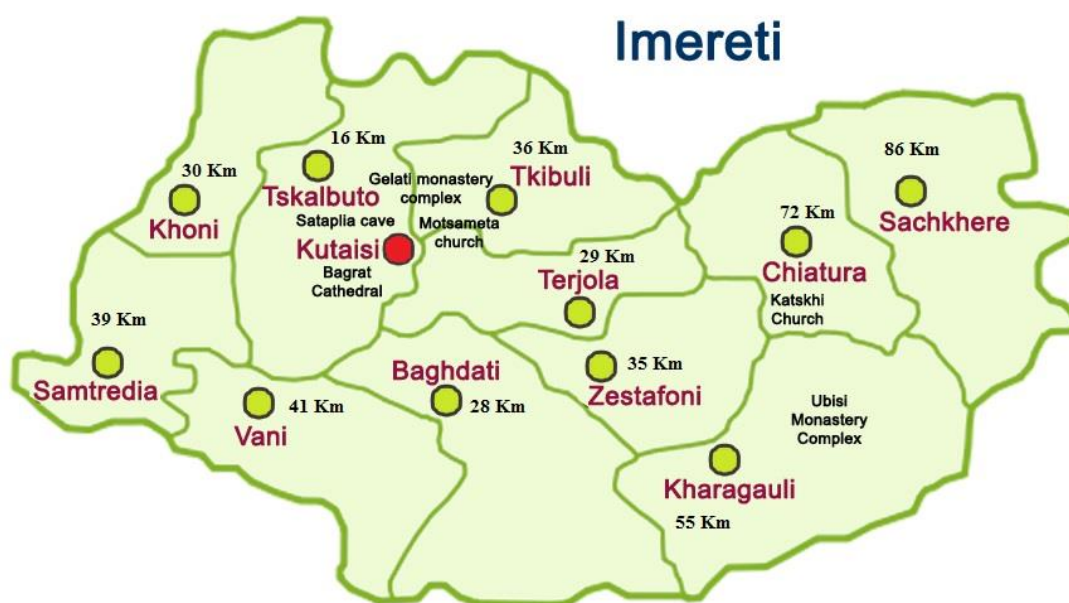 Imereti
16 Km
36 Km
86 Km
30 Km
Tskalbuto
Gelati monastery
complex
Tkibuli
Khoni
Sataplia cave
Motsameta
church
72 Km
Sachkhere
Kutaisi
29 Km
Chiatura
Bagrat
Cathedral
Terjola
Katskhi
Church
39 Km
Samtredia
Baghdati
35 Km
Zestafoni
41 Km
28 Km
Vani
Ubisi
Monastery
Complex
Kharagauli
55 Km